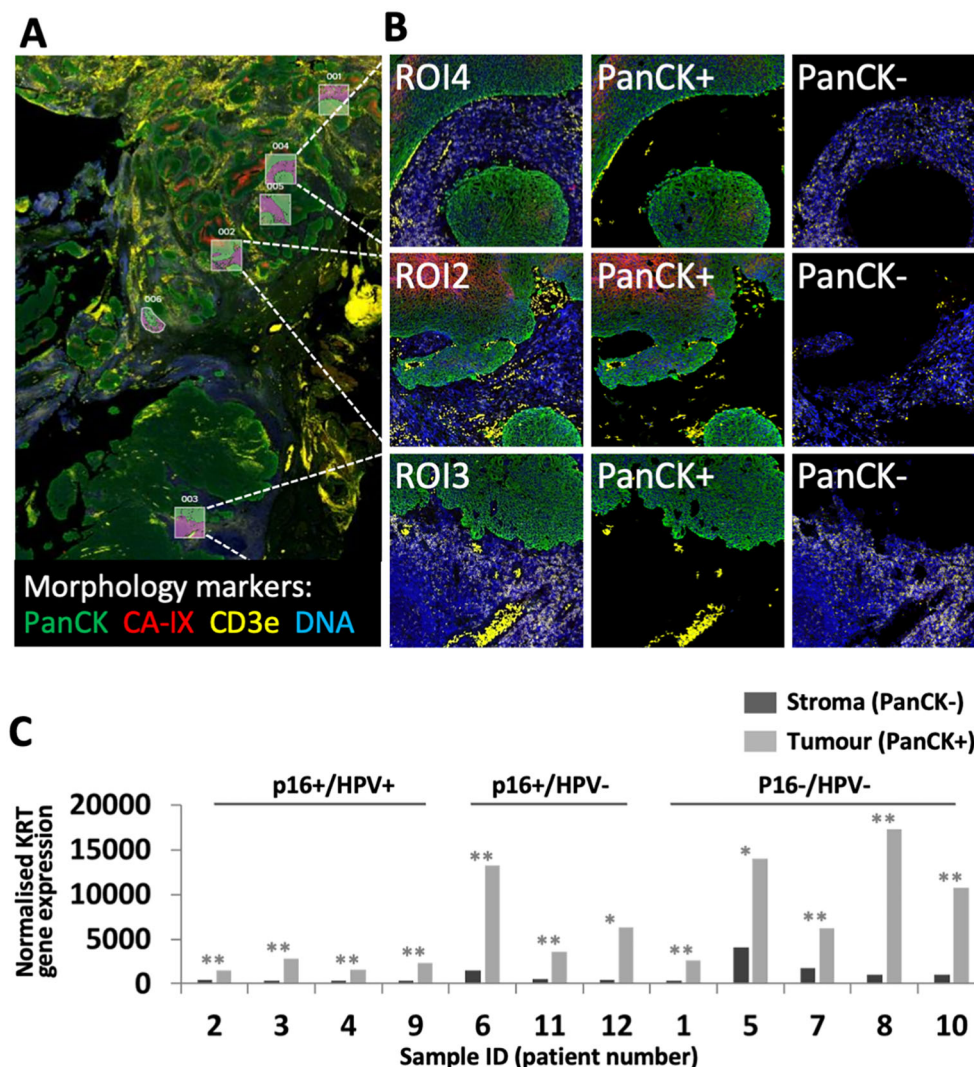 A
001
004
005
002
006
003
Morphology markers:
PanCK CA-IX CD3e DNA
B
ROI4 PanCK+ PanCK-
ROI2 PanCK+ PanCK-
ROI3 PanCK+ PanCK-
C
Stroma (PanCK-)
Tumour (PanCK+)
p16+/HPV+ p16+/HPV- P16-/HPV-
Normalised KRT
gene expression
20000
15000
10000
5000
0
** ** ** ** ** ** * ** * ** ** **
2 3 4 9 6 11 12 1 5 7 8 10
Sample ID (patient number)